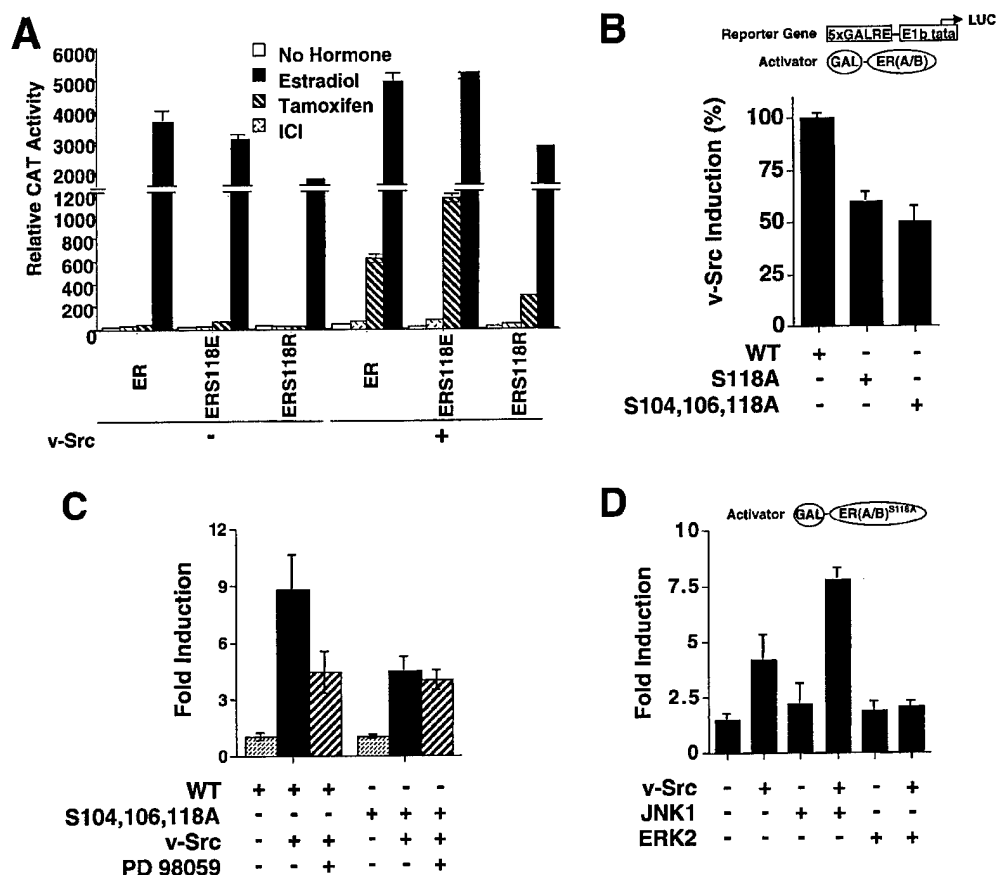 A
Relative CAT Activity
6000
5000
4000
3000
2000
1200
1000
800
600
400
200
0
No Hormone
Estradiol
Tamoxifen
ICI
ER
ERS118E
ERS118R
ER
ERS118E
ERS118R
v-Src - +
B
Reporter Gene 5xGALRE E1b tata LUC
Activator GAL - ER(A/B)
v-Src Induction (%)
100
75
50
25
0
WT + - -
S118A - + -
S104,106,118A - - +
C
Fold Induction
12
9
6
3
0
WT + + + - - -
S104,106,118A - - - + + +
v-Src - + + - + +
PD 98059 - - + - - +
D
Activator GAL - ER(A/B)S118A
Fold Induction
10
7.5
5
2.5
0
v-Src - + - + - +
JNK1 - - + + - -
ERK2 - - - - + +